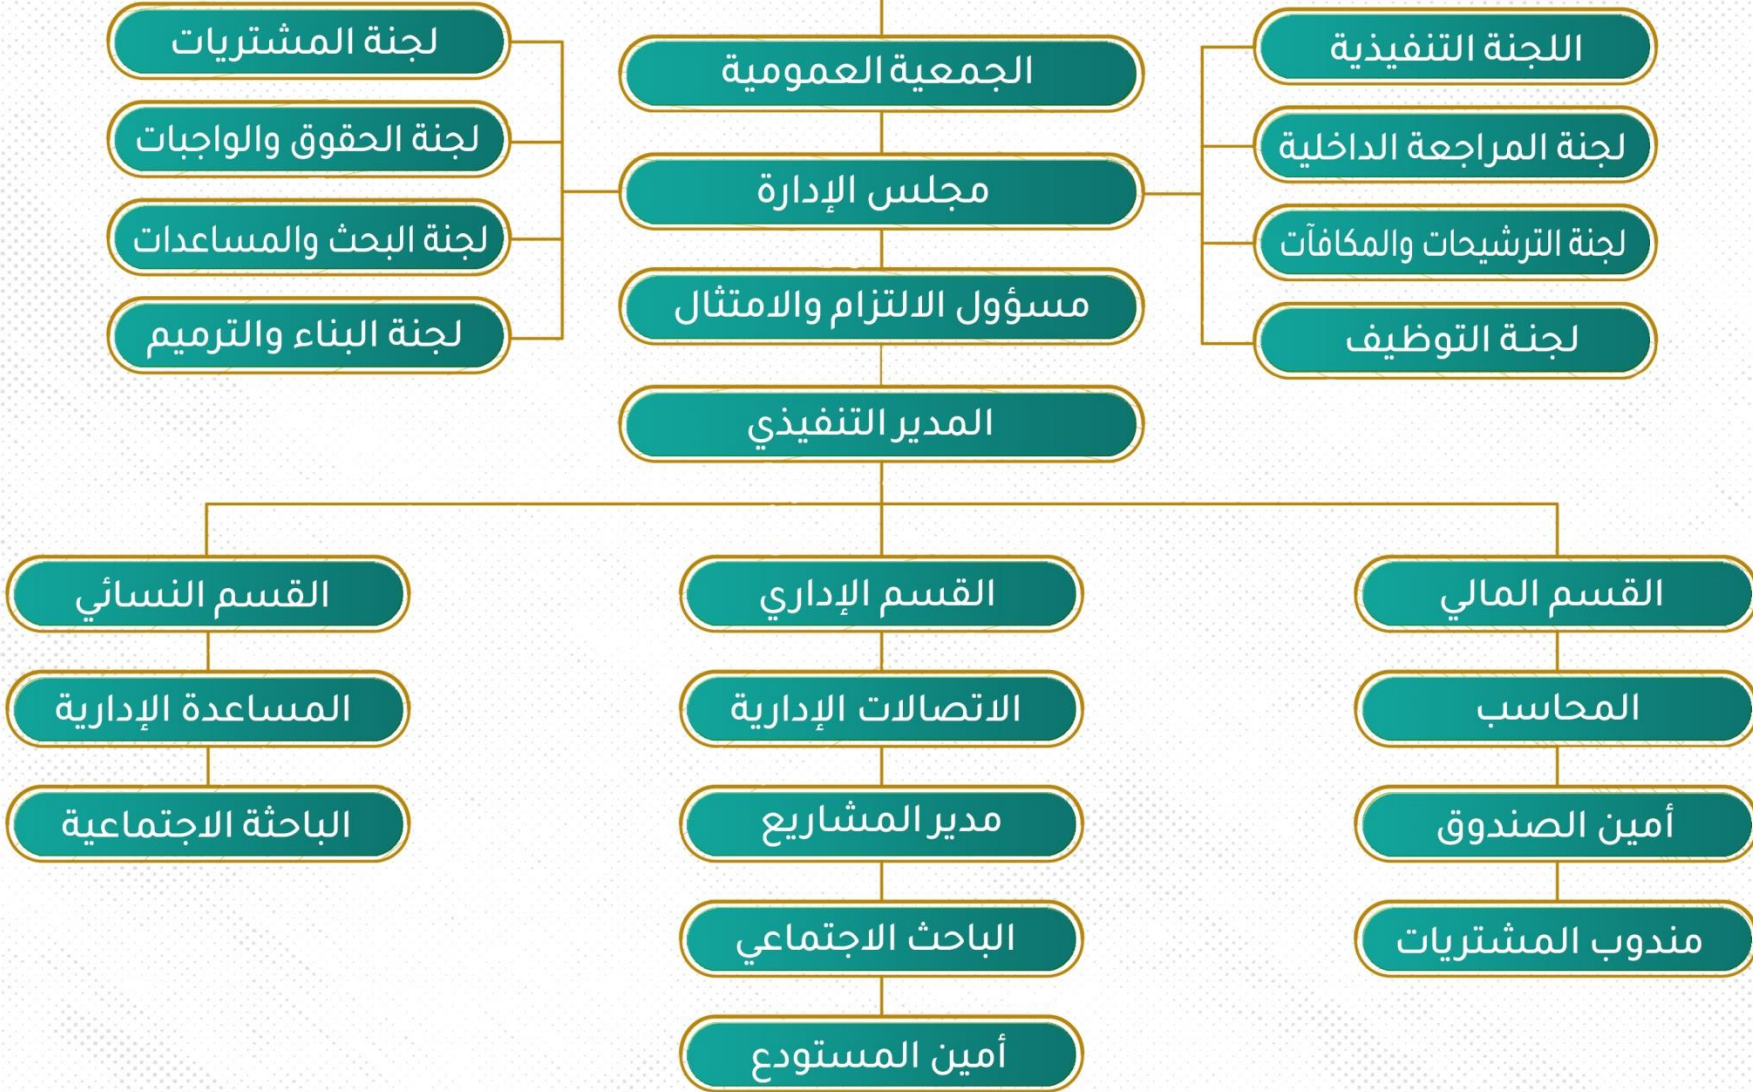 الجمعية العمومية
مجلس الإدارة
اللجنة التنفيذية
لجنة المراجعة الداخلية
لجنة الترشيحات والمكافآت
لجنة التوظيف
لجنة المشتريات
لجنة الحقوق والواجبات
لجنة البحث والمساعدات
لجنة البناء والترميم
مسؤول الالتزام والامتثال
المدير التنفيذي
القسم المالي
المحاسب
أمين الصندوق
مندوب المشتريات
القسم الإداري
الاتصالات الإدارية
مدير المشاريع
الباحث الاجتماعي
أمين المستودع
القسم النسائي
المساعدة الإدارية
الباحثة الاجتماعية